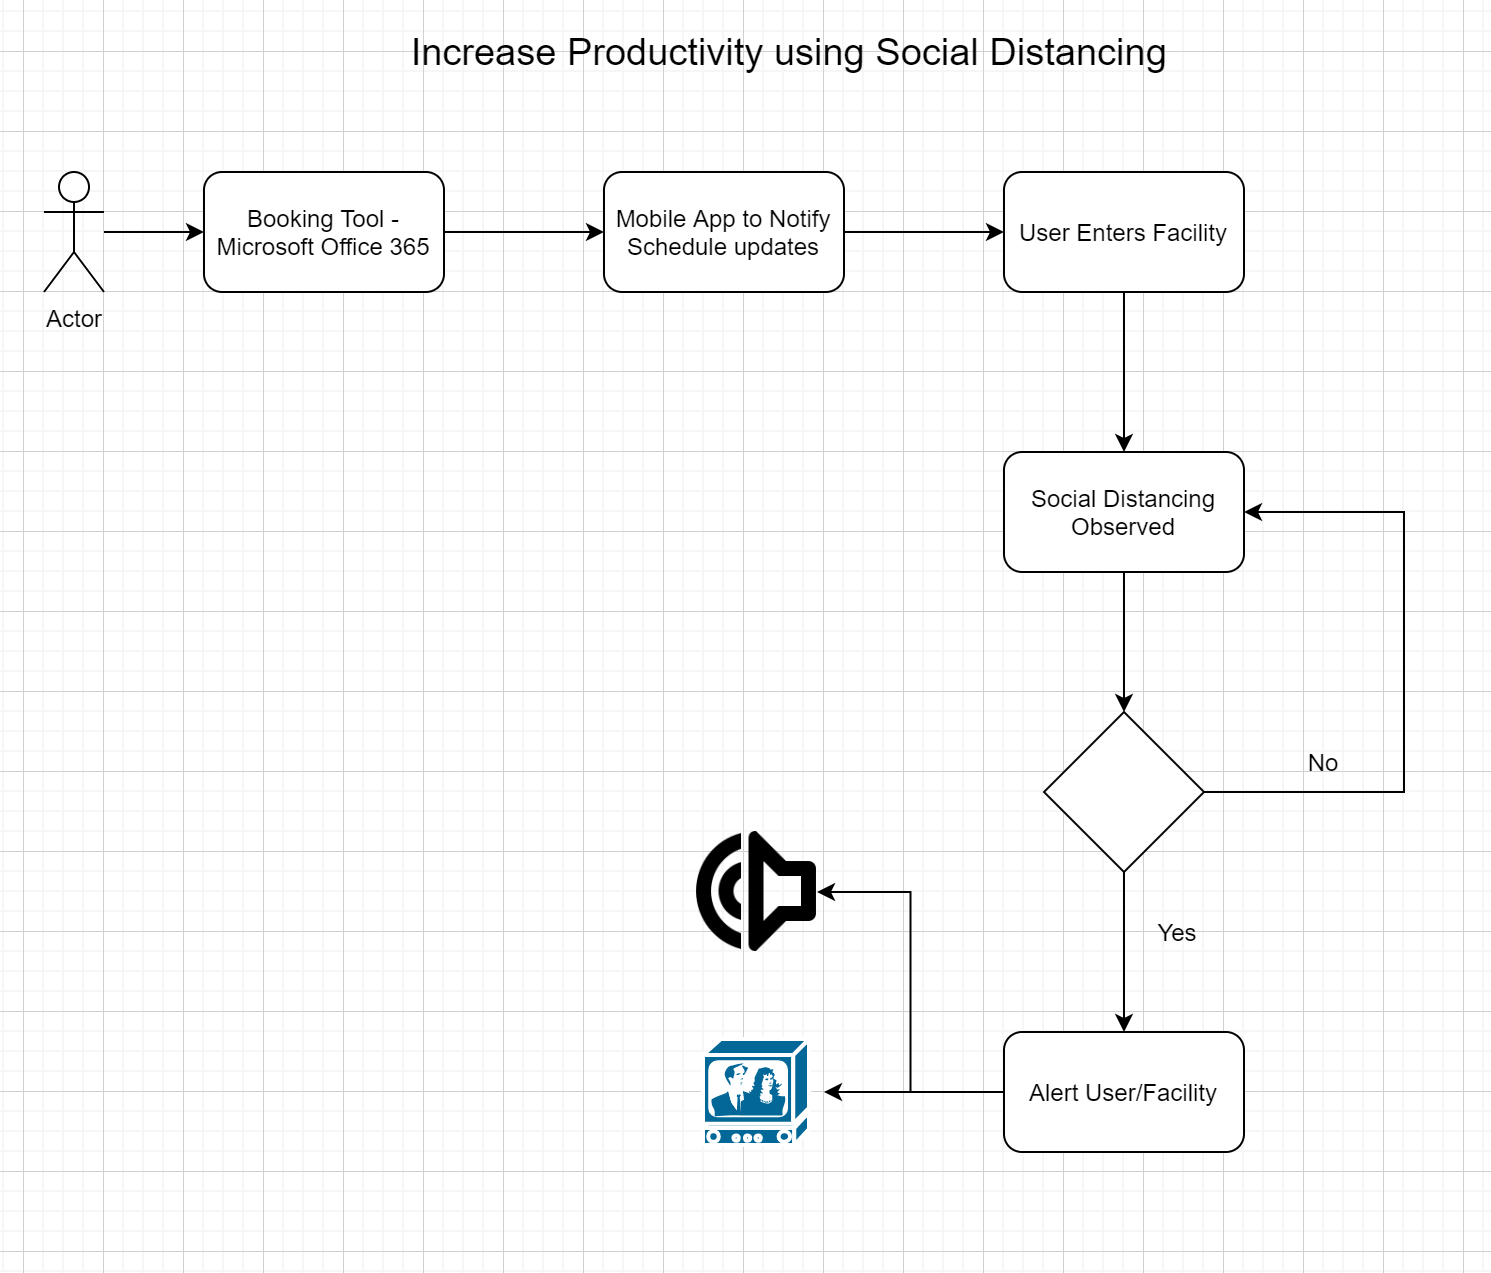 Increase Productivity using Social Distancing
Actor
Booking Tool -
Microsoft Office 365
Mobile App to Notify
Schedule updates
User Enters Facility
Social Distancing
Observed
No
Yes
Alert User/Facility